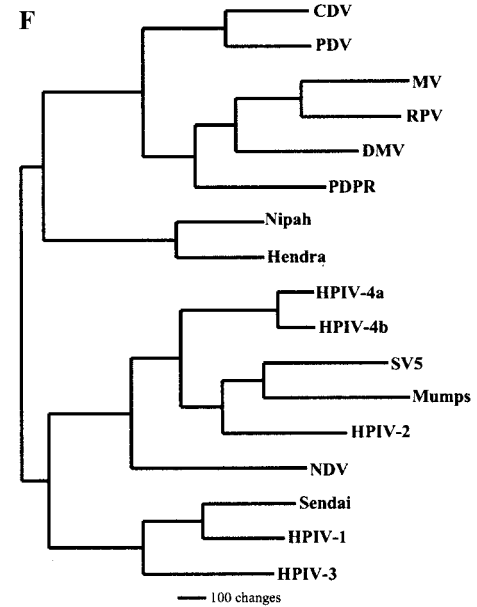 F
CDV
PDV
MV
RPV
DMV
PDPR
Nipah
Hendra
HPIV-4a
HPIV-4b
SV5
Mumps
HPIV-2
NDV
Sendai
HPIV-1
HPIV-3
100 changes